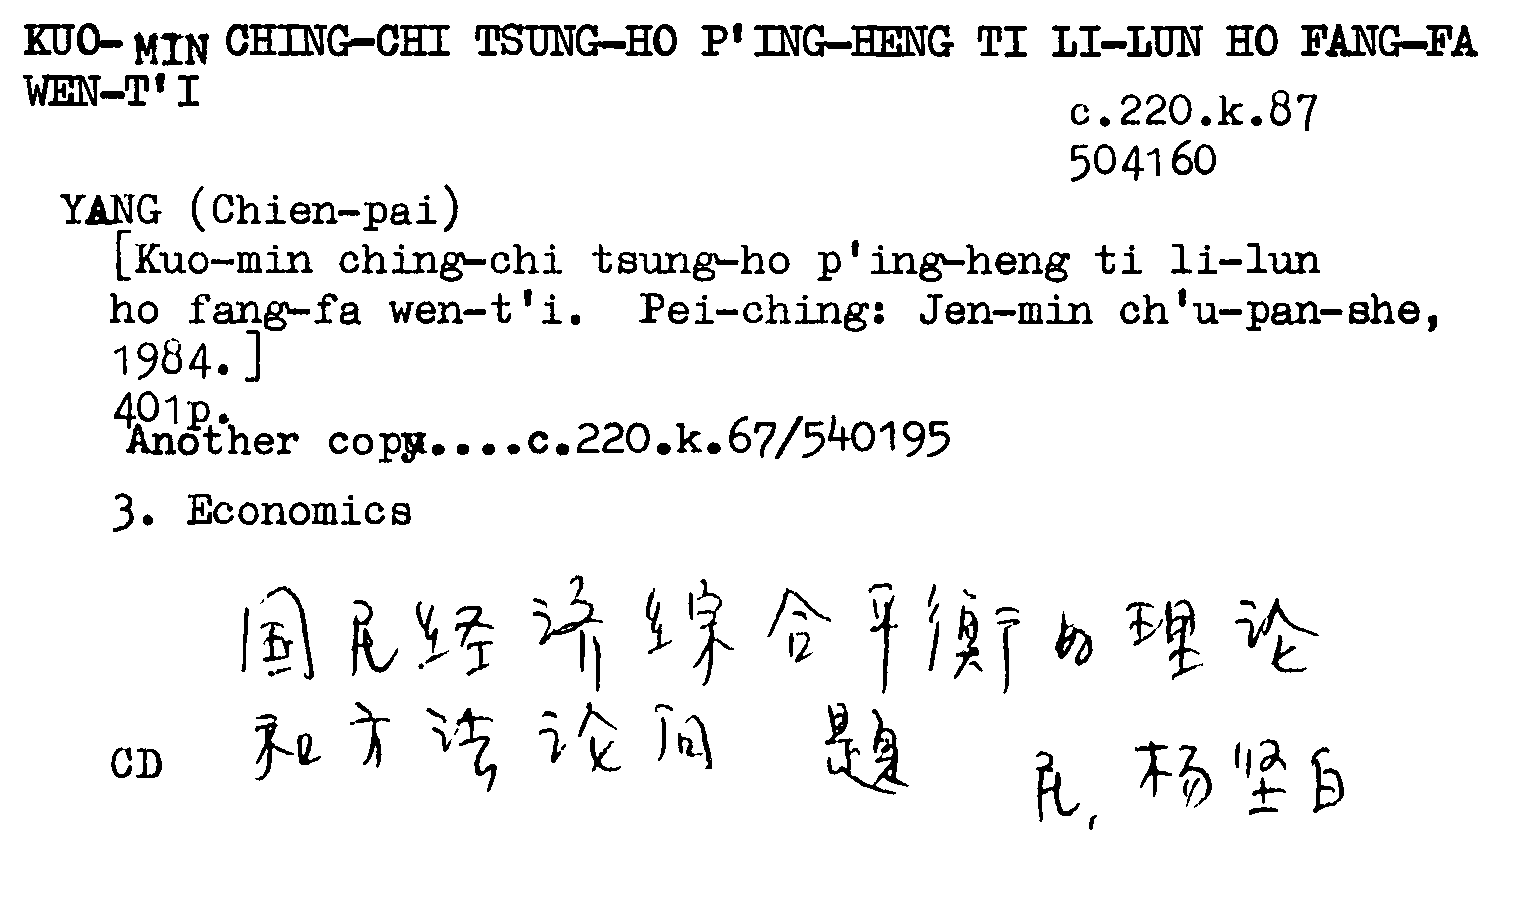 KUO-MIN CHING-CHI TSUNG-HO P'ING-HENG TI LI-LUN HO FANG-FA
WEN-T'I
c.220.k.87
504160
YANG (Chien-pai)
[Kuo-min ching-chi tsung-ho p'ing-heng ti li-lun
ho fang-fa wen-t'i. Pei-ching: Jen-min ch'u-pan-she,
1984.]
401p.
Another copy....c.220.k.67/540195
3. Economics
国民经济综合平衡的理论
和方法论问题
CD
民, 杨坚白